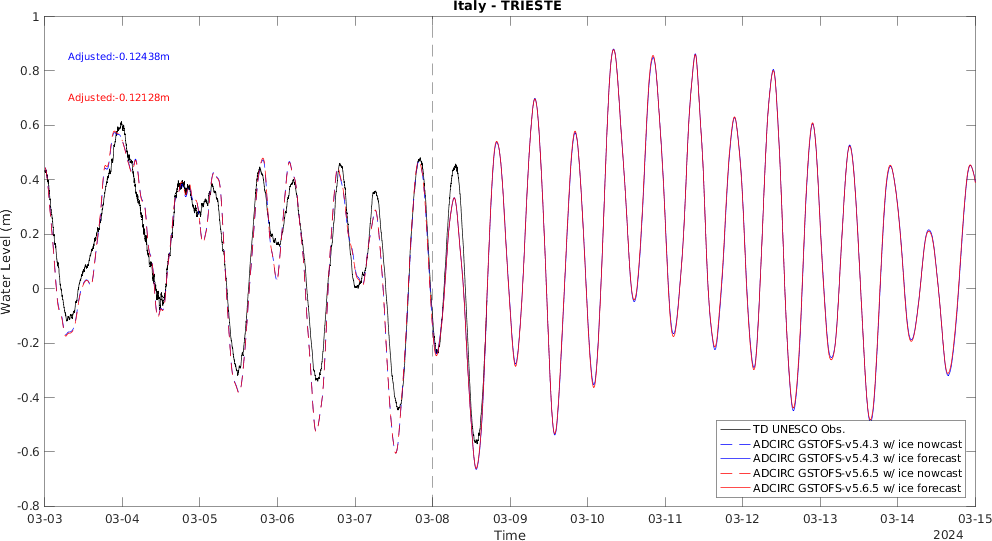 Italy - TRIESTE
Adjusted:-0.12438m
Adjusted:-0.12128m
Water Level (m)
1
0.8
0.6
0.4
0.2
0
-0.2
-0.4
-0.6
-0.8
TD UNESCO Obs.
ADCIRC GSTOFS-v5.4.3 w/ ice nowcast
ADCIRC GSTOFS-v5.4.3 w/ ice forecast
ADCIRC GSTOFS-v5.6.5 w/ ice nowcast
ADCIRC GSTOFS-v5.6.5 w/ ice forecast
03-03 03-04 03-05 03-06 03-07 03-08 03-09 03-10 03-11 03-12 03-13 03-14 03-15
Time
2024